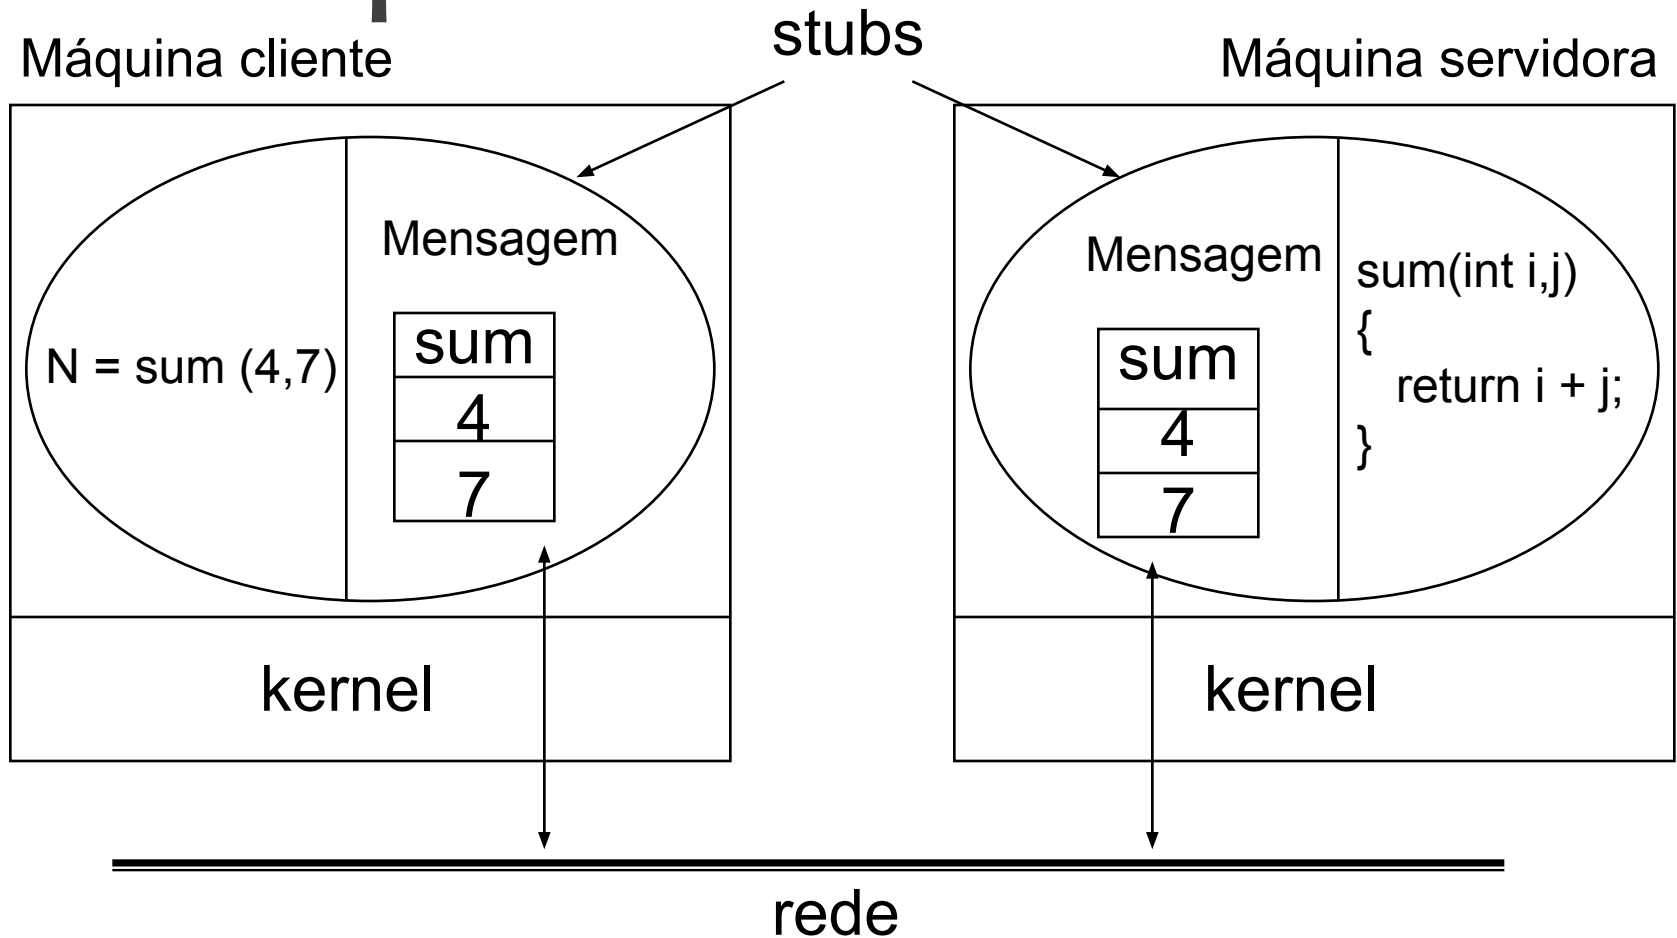 stubs
Máquina cliente
Máquina servidora
Mensagem
N = sum (4,7)
sum
4
7
kernel
Mensagem
sum
4
7
sum(int i,j)
{
return i + j;
}
kernel
rede